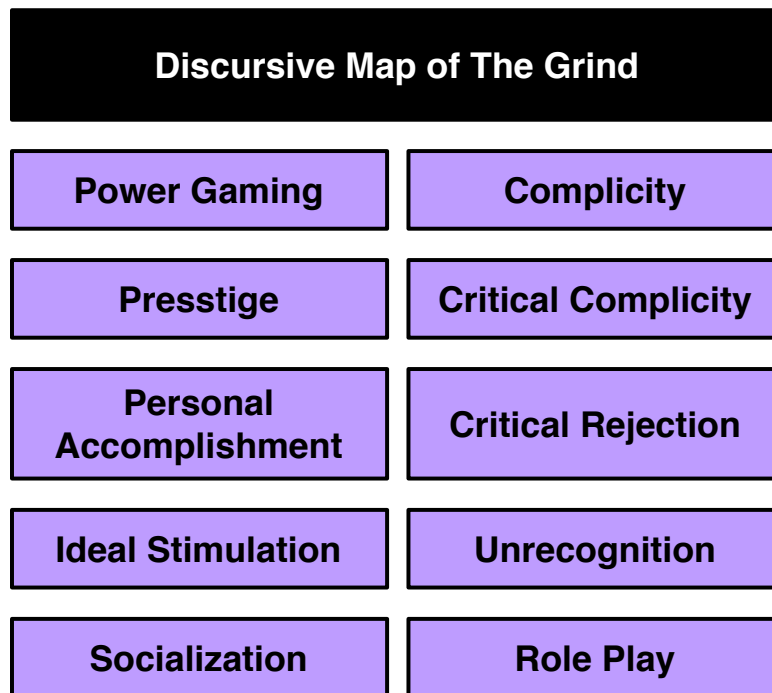 Discursive Map of The Grind
Power Gaming
Complicity
Presstige
Critical Complicity
Personal
Accomplishment
Critical Rejection
Ideal Stimulation
Unrecognition
Socialization
Role Play